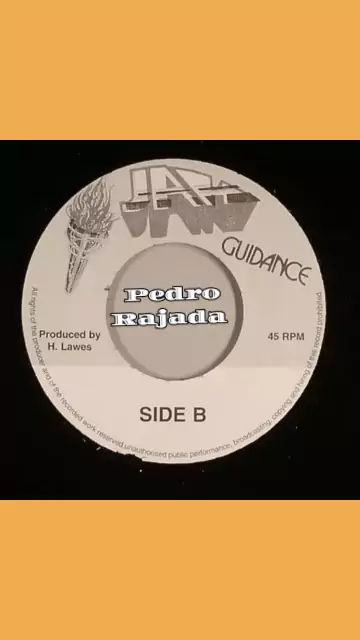 JAH
GUIDANCE
Pedro
Rajada
Produced by
H. Lawes
45 RPM
SIDE B
All rights of the producer and of the recorded work reserved unauthorised public performance, broadcasting, copying and hiring of this record prohibited.